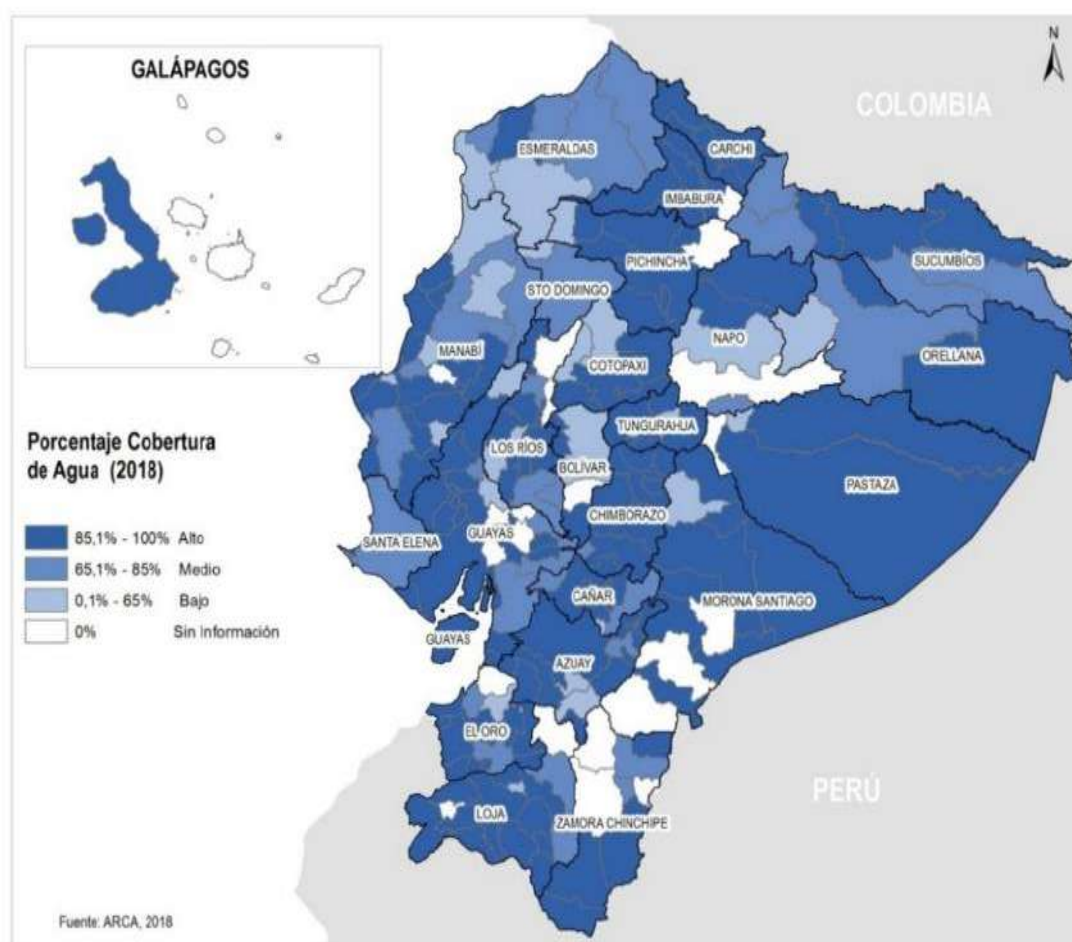 GALÁPAGOS
N
COLOMBIA
ESMERALDAS
CARCHI
IMBABURA
PICHINCHA
SUCUMBÍOS
STO DOMINGO
NAPO
MANABÍ
COTOPAXI
ORELLANA
TUNGURAHUA
LOS RÍOS
BOLÍVAR
PASTAZA
CHIMBORAZO
GUAYAS
SANTA ELENA
CAÑAR
MORONA SANTIAGO
GUAYAS
AZUAY
EL ORO
PERÚ
LOJA
ZAMORA CHINCHIPE
Porcentaje Cobertura
de Agua (2018)
85,1% - 100% Alto
65,1% - 85% Medio
0,1% - 65% Bajo
0% Sin Información
Fuente: ARCA, 2018